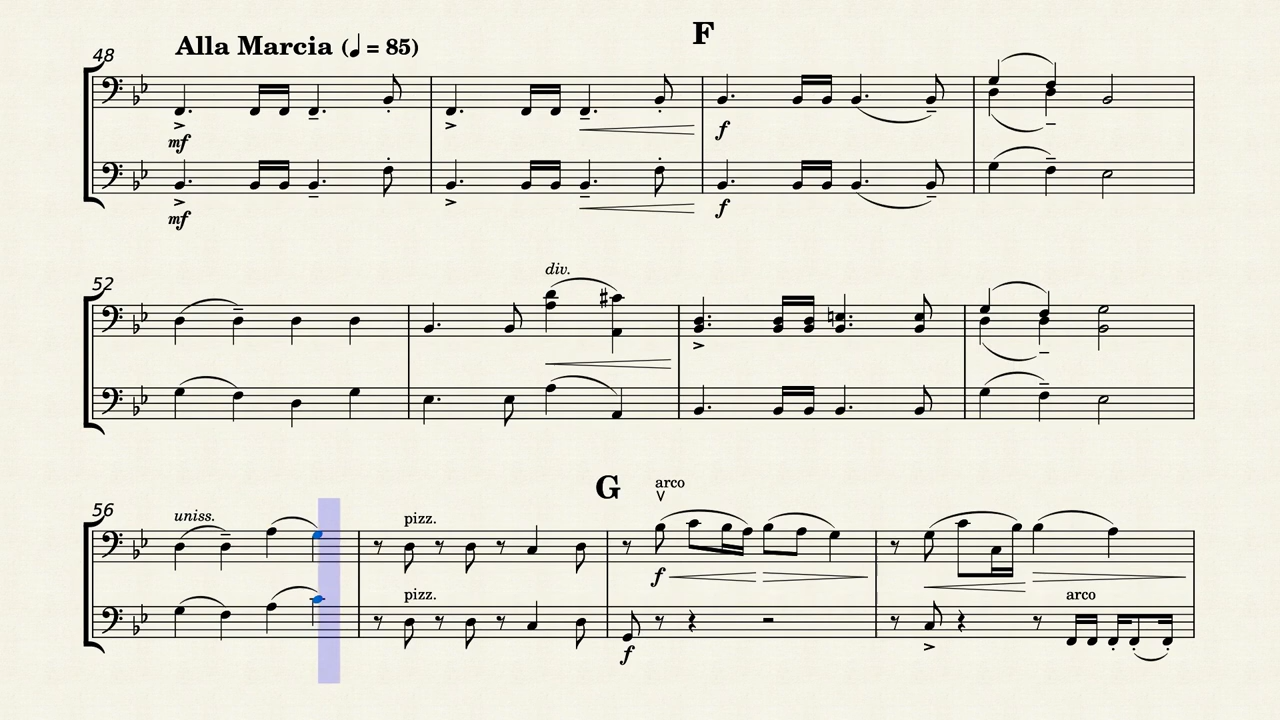 Alla Marcia (♩ = 85)
F
48
mf
f
mf
f
52
div.
56
uniss.
pizz.
G
arco
f
pizz.
arco
f